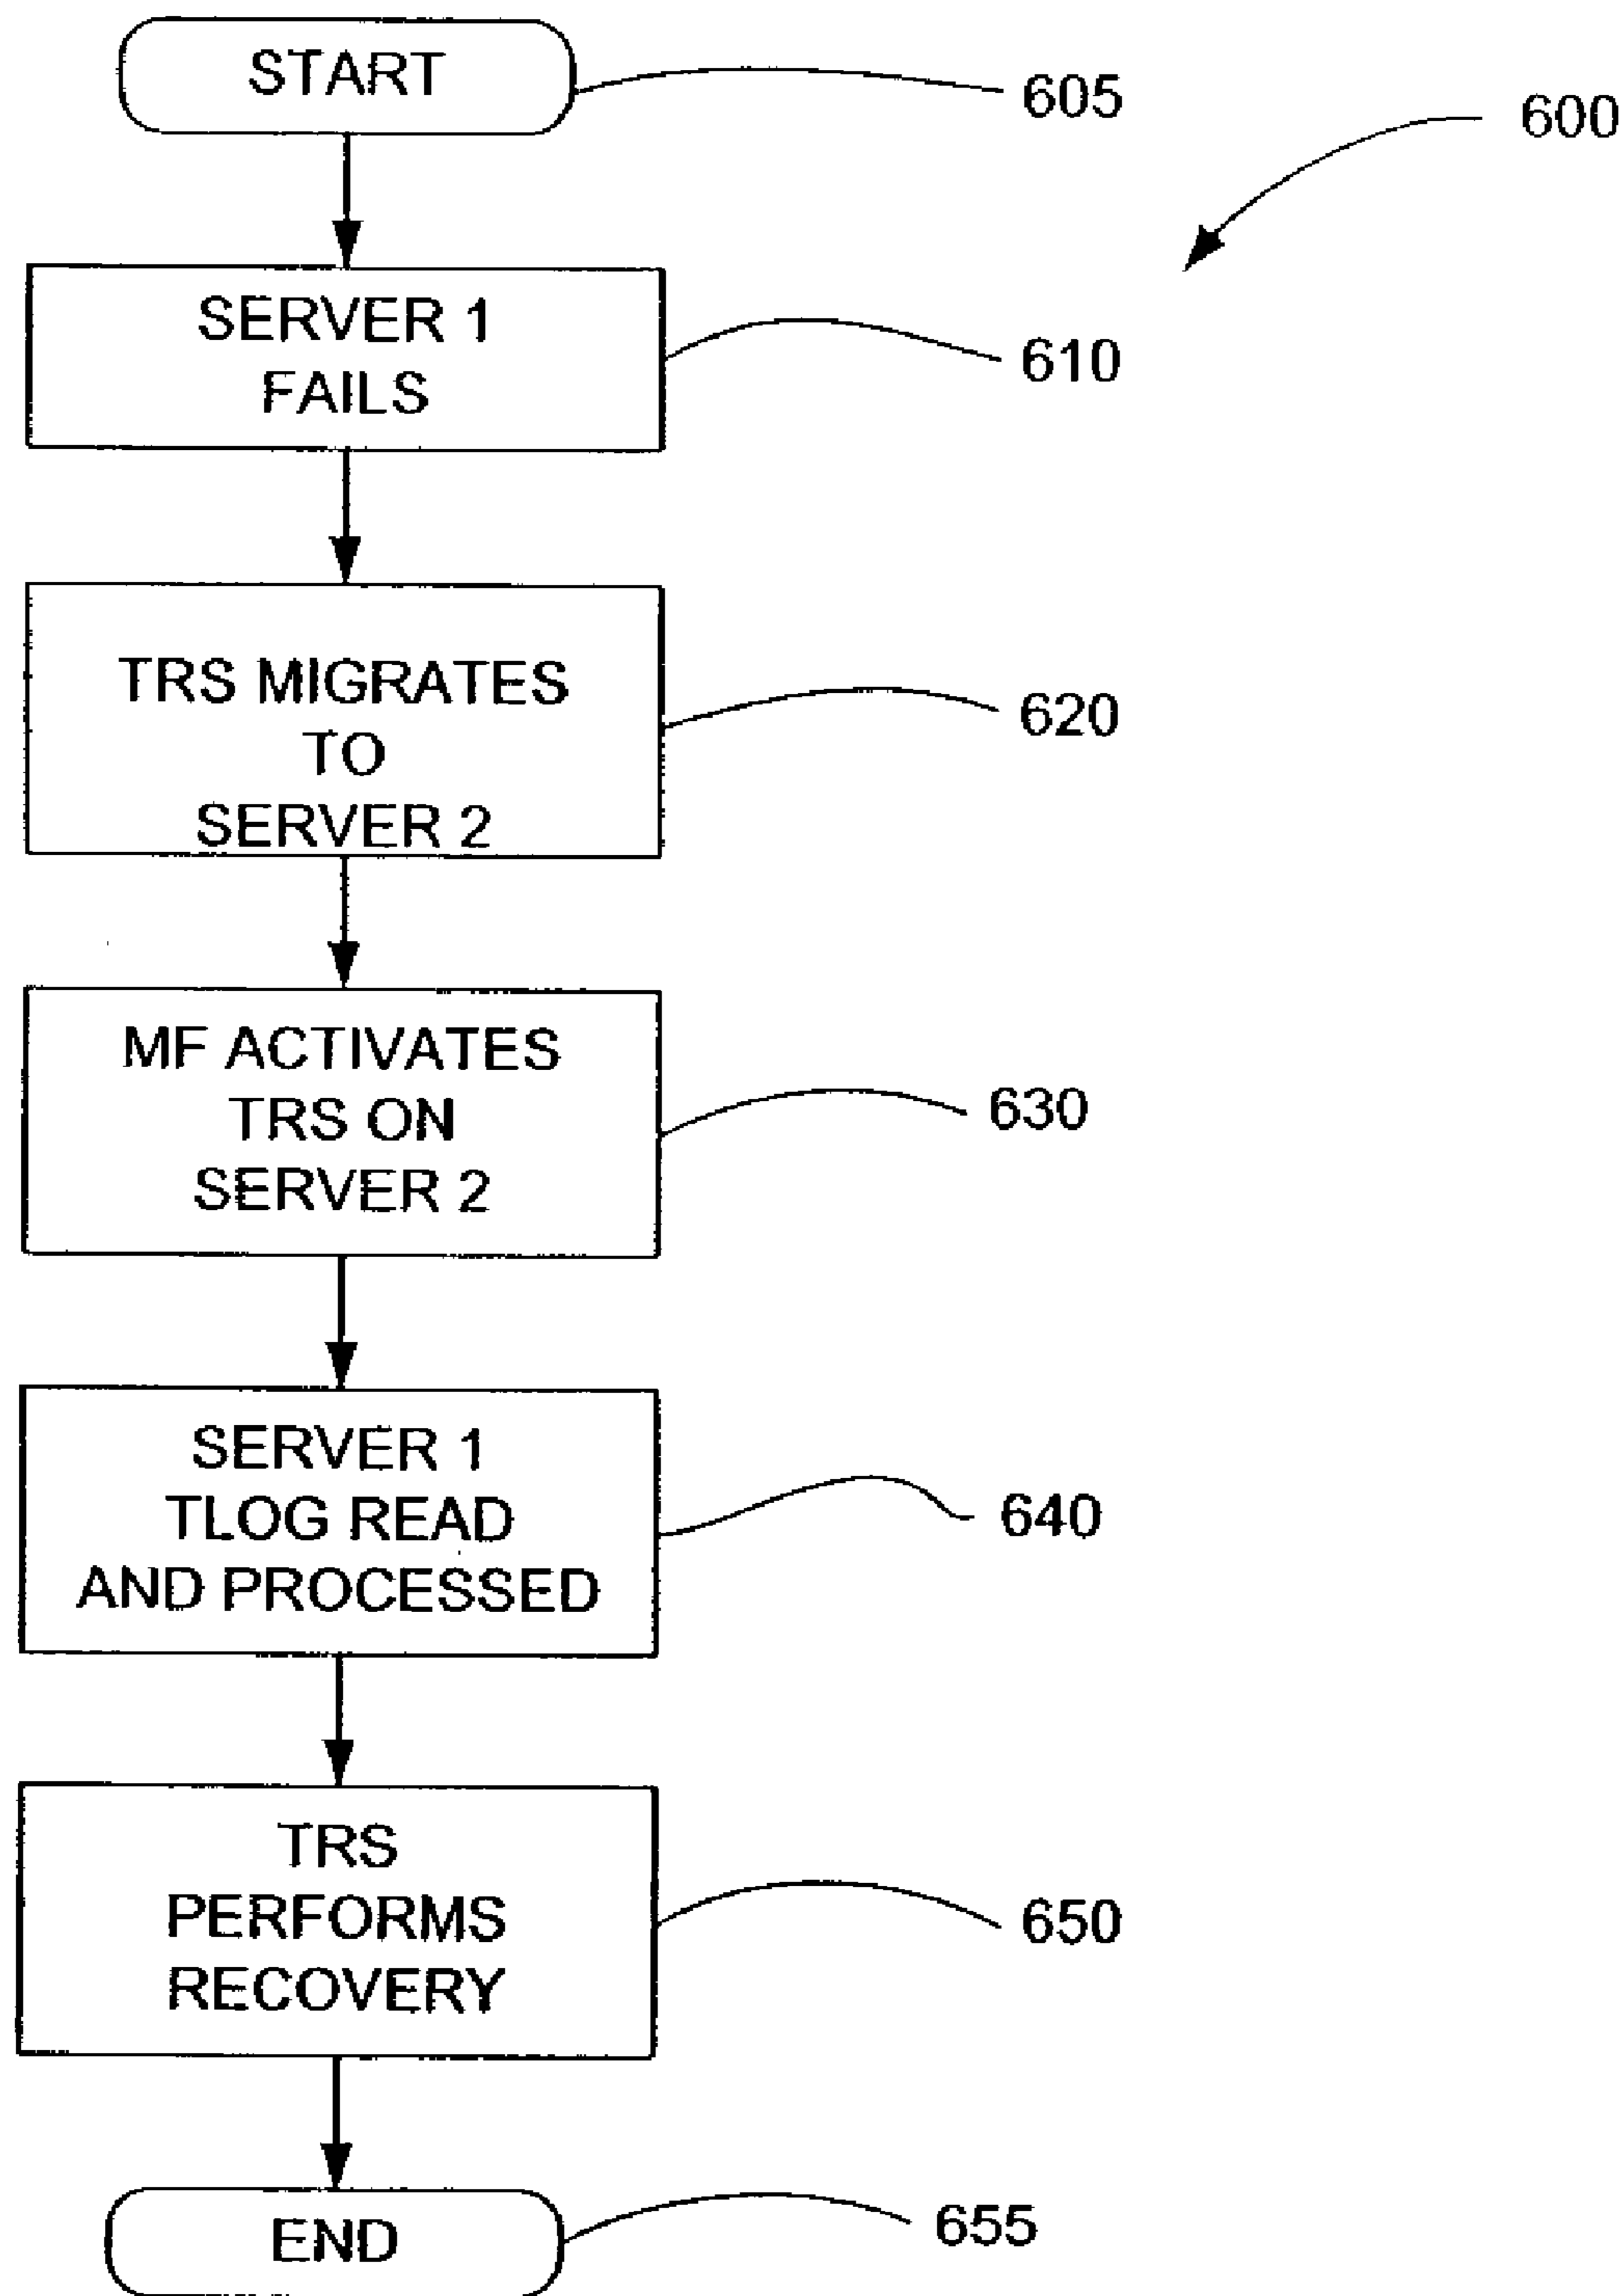 START
605
600
SERVER 1
FAILS
610
TRS MIGRATES
TO
SERVER 2
620
MF ACTIVATES
TRS ON
SERVER 2
630
SERVER 1
TLOG READ
AND PROCESSED
640
TRS
PERFORMS
RECOVERY
650
END
655